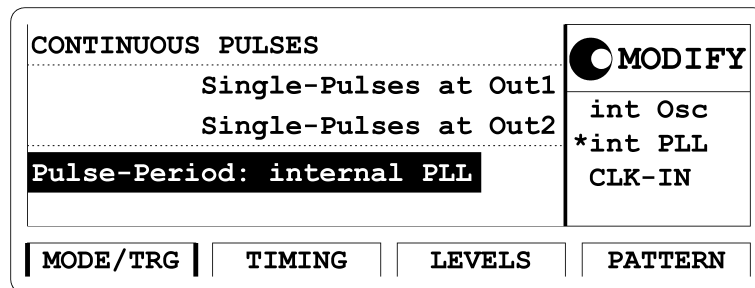 CONTINUOUS PULSES
Single-Pulses at Out1
Single-Pulses at Out2
Pulse-Period: internal PLL
MODIFY
int Osc
*int PLL
CLK-IN
MODE/TRG
TIMING
LEVELS
PATTERN